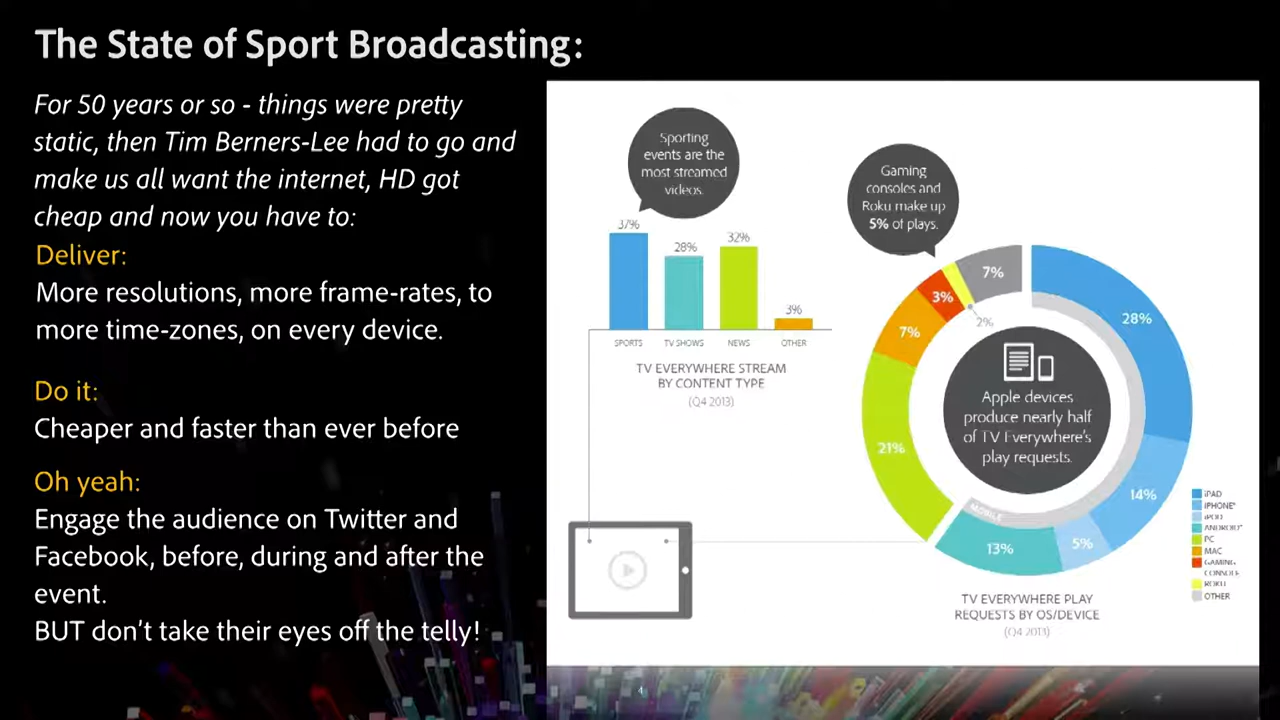 The State of Sport Broadcasting:
For 50 years or so - things were pretty
static, then Tim Berners-Lee had to go and
make us all want the internet, HD got
cheap and now you have to:
Deliver:
More resolutions, more frame-rates, to
more time-zones, on every device.
Do it:
Cheaper and faster than ever before
Oh yeah:
Engage the audience on Twitter and
Facebook, before, during and after the
event.
BUT don't take their eyes off the telly!
Sporting
events are the
most streamed
videos.
37%
28%
32%
3%
SPORTS
TV SHOWS
NEWS
OTHER
TV EVERYWHERE STREAM
BY CONTENT TYPE
(Q4 2013)
Gaming
consoles and
Roku make up
5% of plays.
7%
28%
3%
2%
7%
21%
14%
5%
13%
MOBILE
Apple devices
produce nearly half
of TV Everywhere's
play requests.
iPAD
iPHONE*
iPOD
ANDROID™
PC
MAC
GAMING
CONSOLE
ROKU
OTHER
TV EVERYWHERE PLAY
REQUESTS BY OS/DEVICE
(Q4 2013)
4